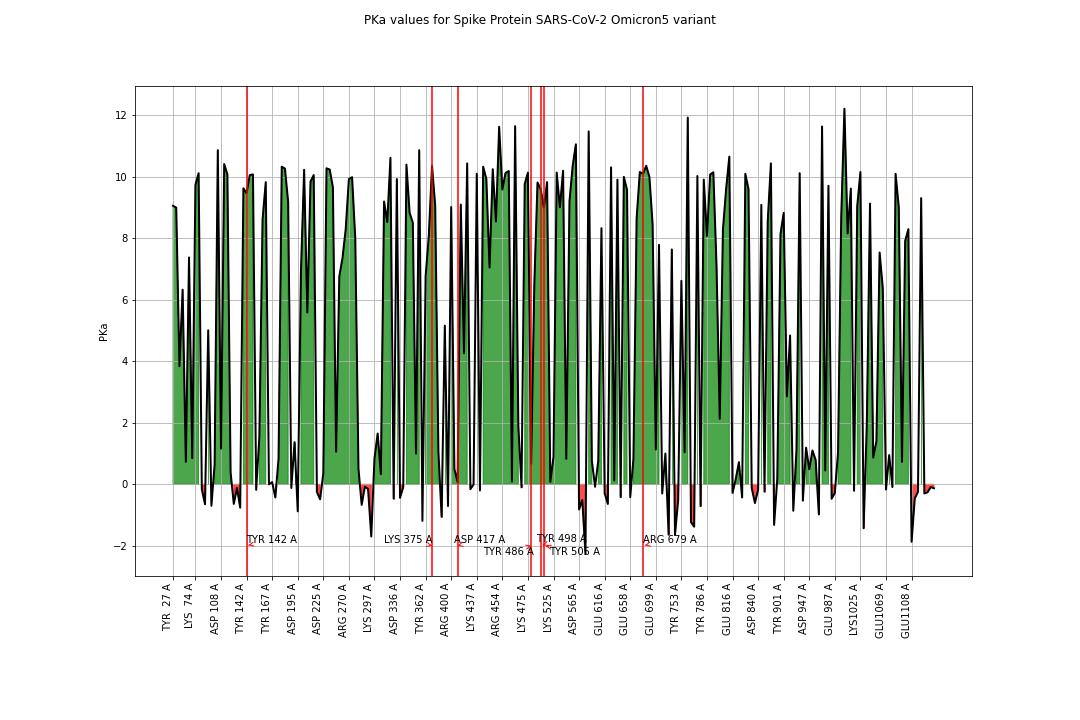 PKa values for Spike Protein SARS-CoV-2 Omicron5 variant
12
10
8
6
4
2
0
−2
PKa
TYR 142 A
LYS 375 A
ASP 417 A
TYR 486 A
TYR 498 A
TYR 505 A
ARG 679 A
TYR 27 A
LYS 74 A
ASP 108 A
TYR 142 A
TYR 167 A
ASP 195 A
ASP 225 A
ARG 270 A
LYS 297 A
ASP 336 A
TYR 362 A
ARG 400 A
LYS 437 A
ARG 454 A
LYS 475 A
LYS 525 A
ASP 565 A
GLU 616 A
GLU 658 A
GLU 699 A
TYR 753 A
TYR 786 A
GLU 816 A
ASP 840 A
TYR 901 A
ASP 947 A
GLU 987 A
LYS1025 A
GLU1069 A
GLU1108 A